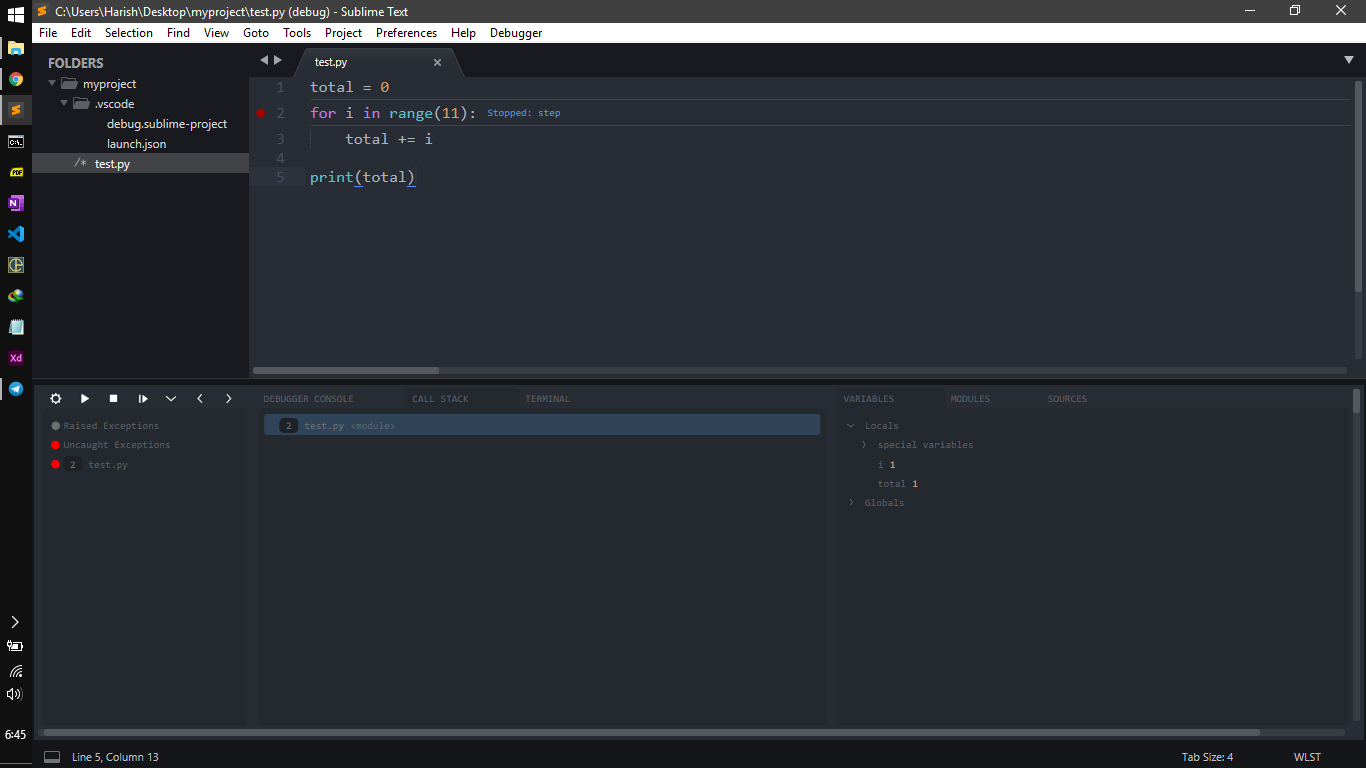 C:\Users\Harish\Desktop\myproject\test.py (debug) - Sublime Text
File Edit Selection Find View Goto Tools Project Preferences Help Debugger
FOLDERS
myproject
.vscode
debug.sublime-project
launch.json
/* test.py
test.py
1 total = 0
2 for i in range(11): Stopped: step
3 total += i
4
5 print(total)
DEBUGGER CONSOLE CALL STACK TERMINAL
VARIABLES MODULES SOURCES
Raised Exceptions
Uncaught Exceptions
2 test.py
2 test.py <module>
Locals
special variables
i 1
total 1
Globals
C:\.
PDF
N
Xd
6:45
Line 5, Column 13
Tab Size: 4
WLST